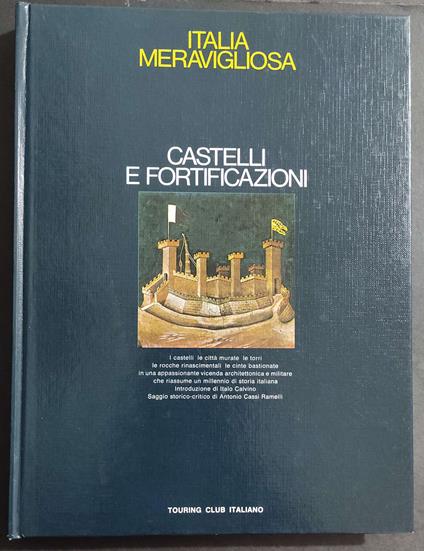 ITALIA
MERAVIGLIOSA
CASTELLI
E FORTIFICAZIONI
I castelli le città murate le torri
le rocche rinascimentali le cinte bastionate
in una appassionante vicenda architettonica e militare
che riassume un millennio di storia italiana
Introduzione di Italo Calvino
Saggio storico-critico di Antonio Cassi Ramelli
TOURING CLUB ITALIANO